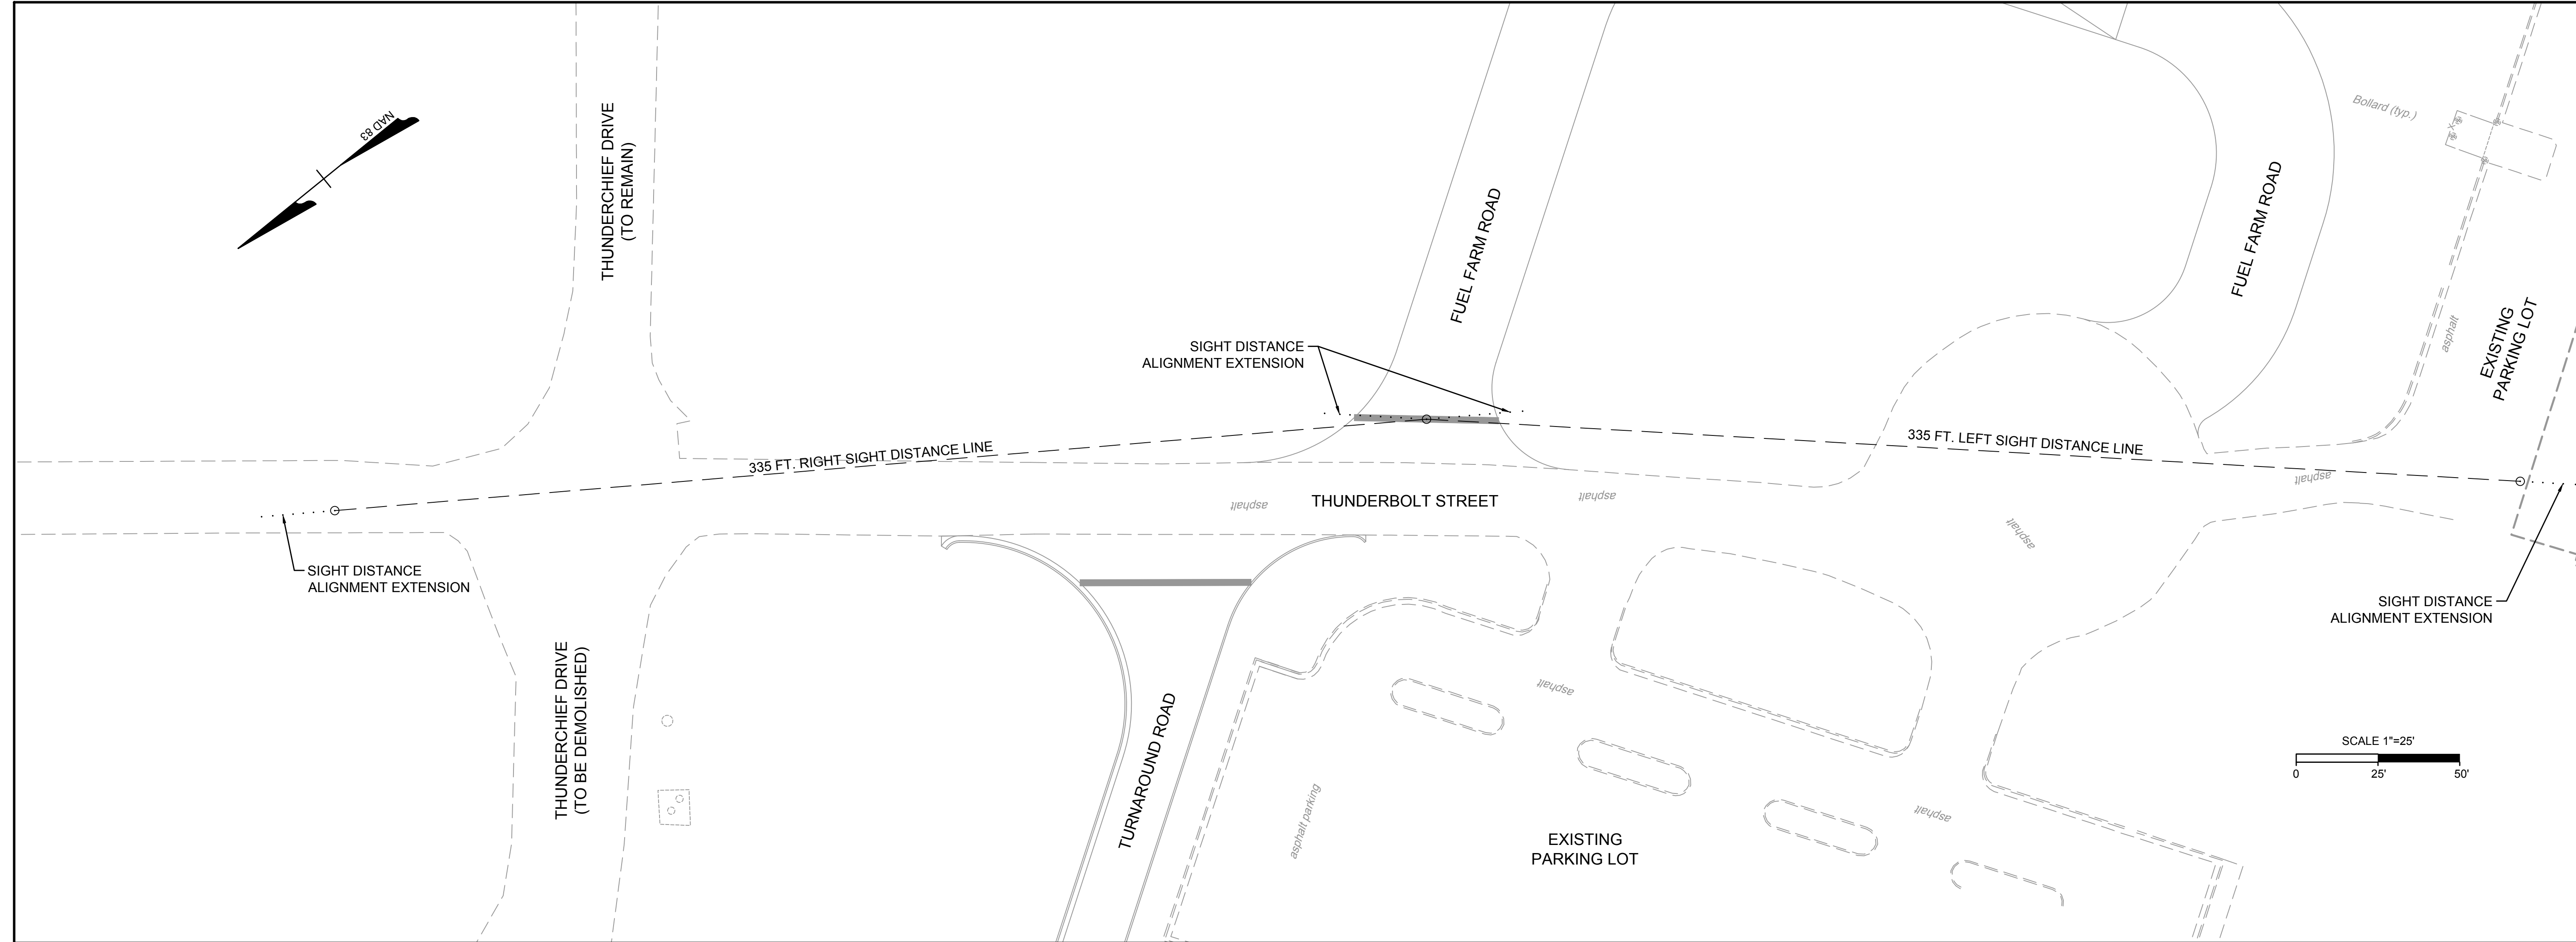 NAD 83
THUNDERCHIEF DRIVE
(TO REMAIN)
FUEL FARM ROAD
Bollard (typ.)
X
FUEL FARM ROAD
asphalt
EXISTING
PARKING LOT
SIGHT DISTANCE
ALIGNMENT EXTENSION
335 FT. RIGHT SIGHT DISTANCE LINE
335 FT. LEFT SIGHT DISTANCE LINE
asphalt
THUNDERBOLT STREET
asphalt
asphalt
asphalt
SIGHT DISTANCE
ALIGNMENT EXTENSION
SIGHT DISTANCE
ALIGNMENT EXTENSION
THUNDERCHIEF DRIVE
(TO BE DEMOLISHED)
TURNAROUND ROAD
asphalt
asphalt parking
EXISTING
PARKING LOT
asphalt
SCALE 1"=25'
0 25' 50'